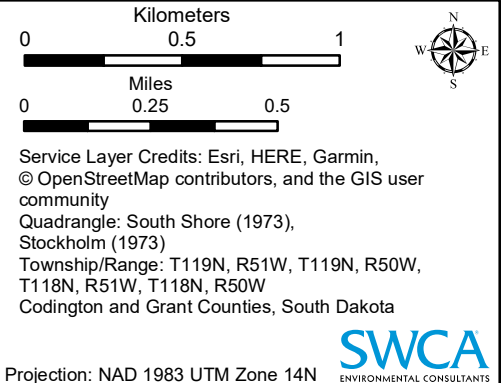 Kilometers
0 0.5 1
Miles
0 0.25 0.5
N
W E
S
Service Layer Credits: Esri, HERE, Garmin,
© OpenStreetMap contributors, and the GIS user
community
Quadrangle: South Shore (1973),
Stockholm (1973)
Township/Range: T119N, R51W, T119N, R50W,
T118N, R51W, T118N, R50W
Codington and Grant Counties, South Dakota
SWCA
ENVIRONMENTAL CONSULTANTS
Projection: NAD 1983 UTM Zone 14N